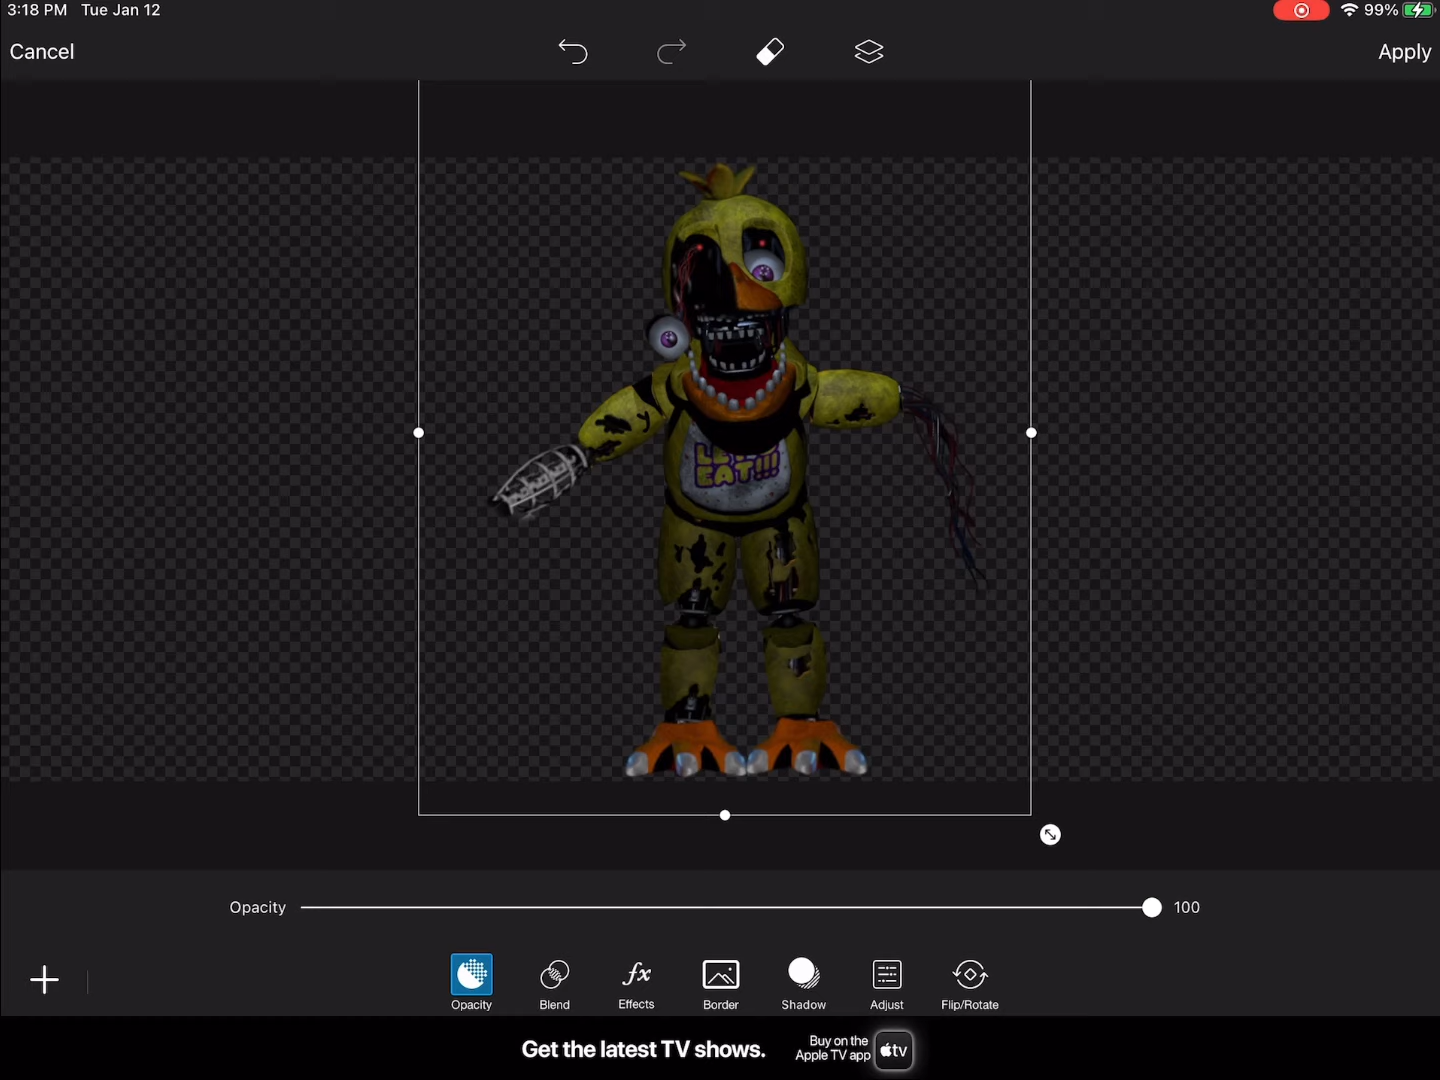 3:18 PM Tue Jan 12
99%
Cancel
Apply
EAT!!!
Opacity
100
Opacity
Blend
fx
Effects
Border
Shadow
Adjust
Flip/Rotate
Get the latest TV shows.
Buy on the
Apple TV app
tv